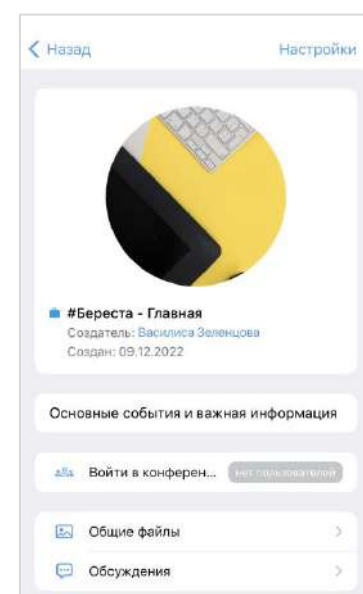 Назад
Настройки
#Береста - Главная
Создатель: Василиса Зеленцова
Создан: 09.12.2022
Основные события и важная информация
Войти в конферен...
нет пользователей
Общие файлы
Обсуждения